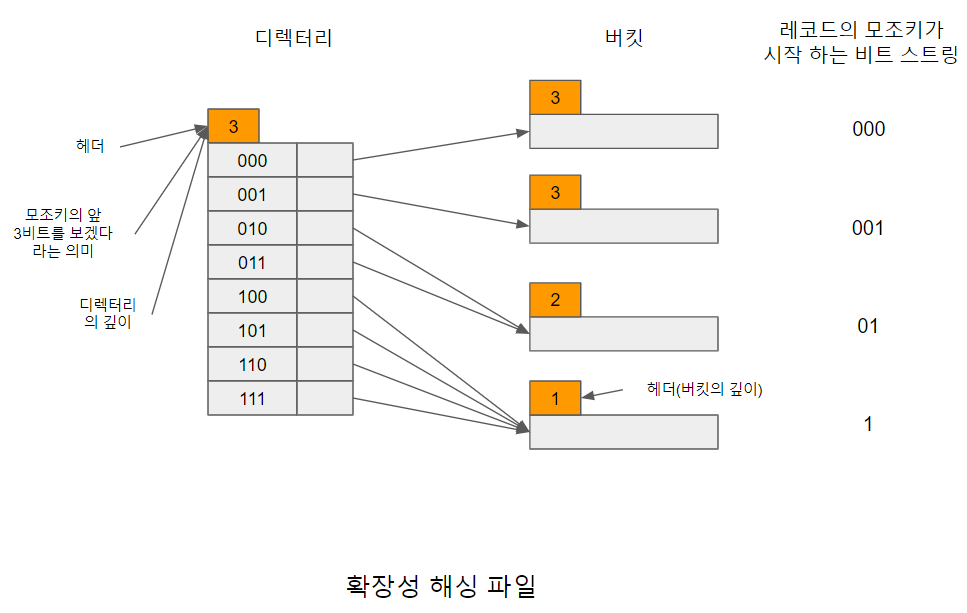 디렉터리
버킷
레코드의 모조키가
시작 하는 비트 스트링
헤더
모조키의 앞
3비트를 보겠다
라는 의미
디렉터리
의 깊이
3
000
001
010
011
100
101
110
111
3
000
3
001
2
01
1
헤더(버킷의 깊이)
1
확장성 해싱 파일